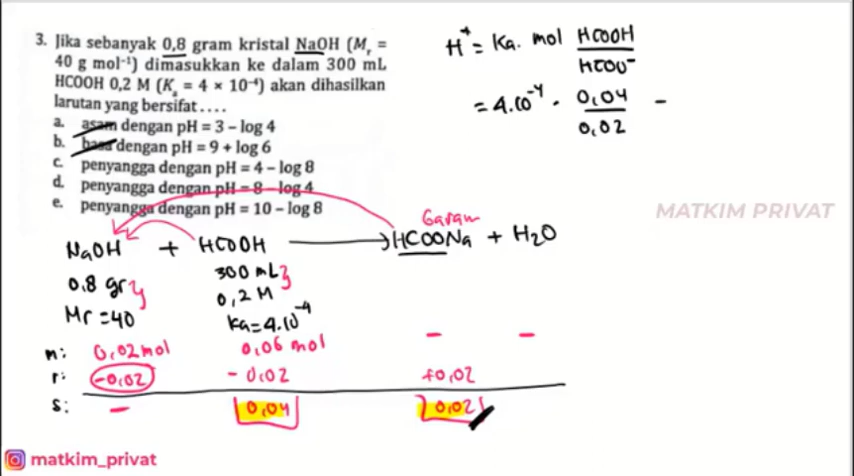 3. Jika sebanyak 0,8 gram kristal NaOH (Mr =
40 g mol⁻¹) dimasukkan ke dalam 300 mL
HCOOH 0,2 M (Ka = 4 × 10⁻⁴) akan dihasilkan
larutan yang bersifat . . . .
a. asam dengan pH = 3 – log 4
b. basa dengan pH = 9 + log 6
c. penyangga dengan pH = 4 – log 8
d. penyangga dengan pH = 8 – log 4
e. penyangga dengan pH = 10 – log 8
H⁺ = Ka. mol HCOOH
HCOO⁻
= 4.10⁻⁴ . 0,04 =
0,02
MATKIM PRIVAT
Garam
NaOH + HCOOH → HCOONa + H2O
0,8 gr 300 mL
Mr = 40 0,2 M
Ka = 4.10⁻⁴
m: 0,02 mol 0,06 mol – –
r: -0,02 - 0,02 +0,02
s: – 0,04 0,02
matkim_privat